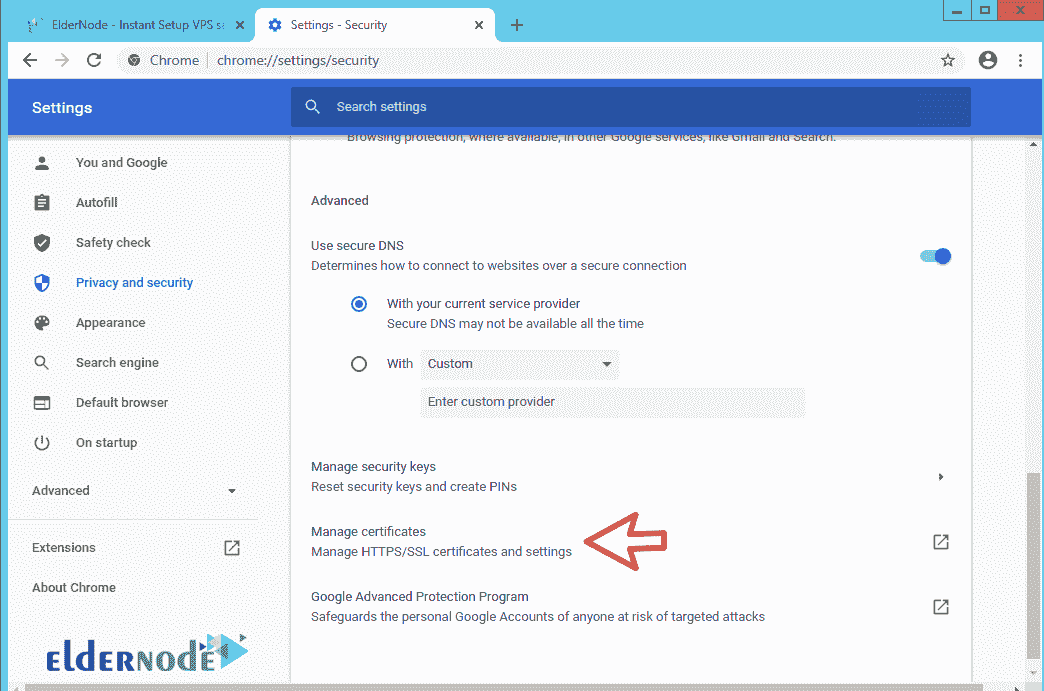 ElderNode - Instant Setup VPS s
Settings - Security
Chrome
chrome://settings/security
Settings
Search settings
Browsing protection, where available, in other Google services, like Gmail and Search.
You and Google
Autofill
Safety check
Privacy and security
Appearance
Search engine
Default browser
On startup
Advanced
Extensions
About Chrome
ELDERNODE
Advanced
Use secure DNS
Determines how to connect to websites over a secure connection
With your current service provider
Secure DNS may not be available all the time
With Custom
Enter custom provider
Manage security keys
Reset security keys and create PINs
Manage certificates
Manage HTTPS/SSL certificates and settings
Google Advanced Protection Program
Safeguards the personal Google Accounts of anyone at risk of targeted attacks